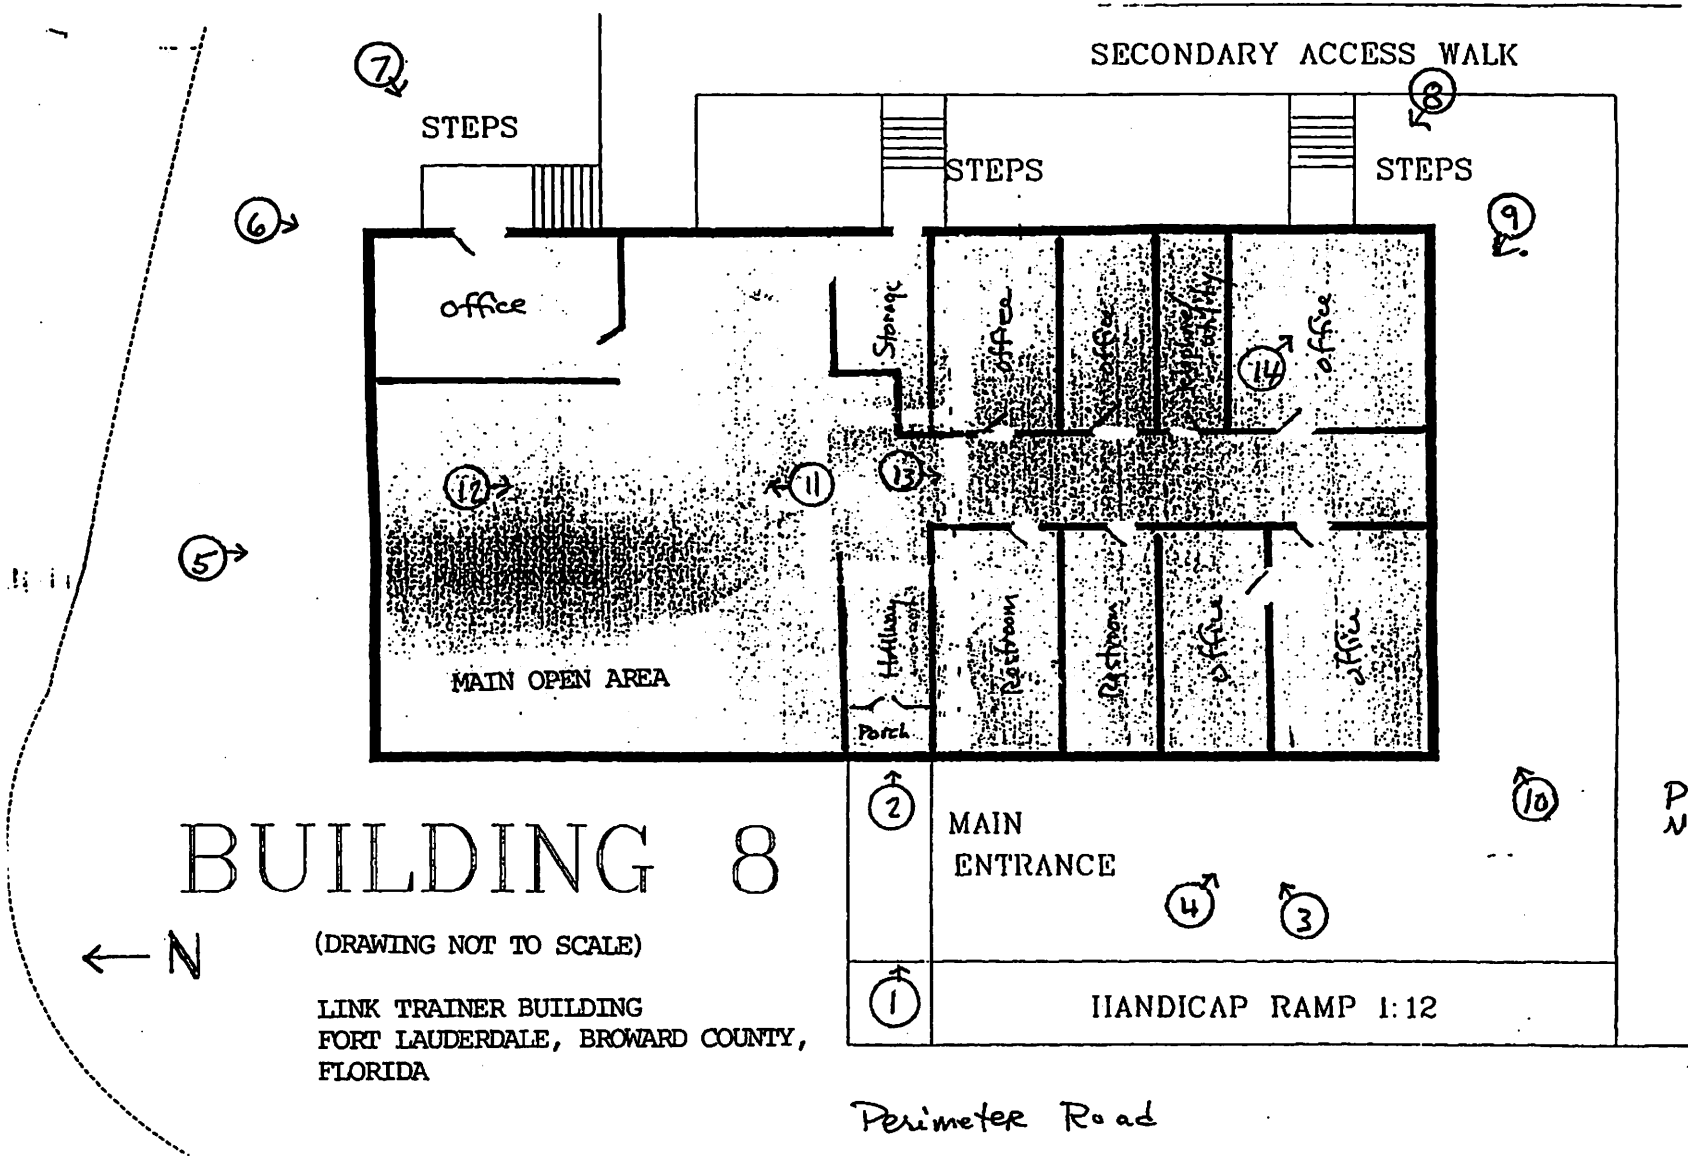 SECONDARY ACCESS WALK
7
8
STEPS
STEPS
STEPS
6
9
Office
Storage
Office
Office
Telephone/
utility
Office
14
12
11
13
5
MAIN OPEN AREA
Hallway
Restroom
Restroom
Office
Office
Porch
2
MAIN
ENTRANCE
10
P
N
BUILDING 8
4
3
← N
(DRAWING NOT TO SCALE)
1
HANDICAP RAMP 1:12
LINK TRAINER BUILDING
FORT LAUDERDALE, BROWARD COUNTY,
FLORIDA
Perimeter Road